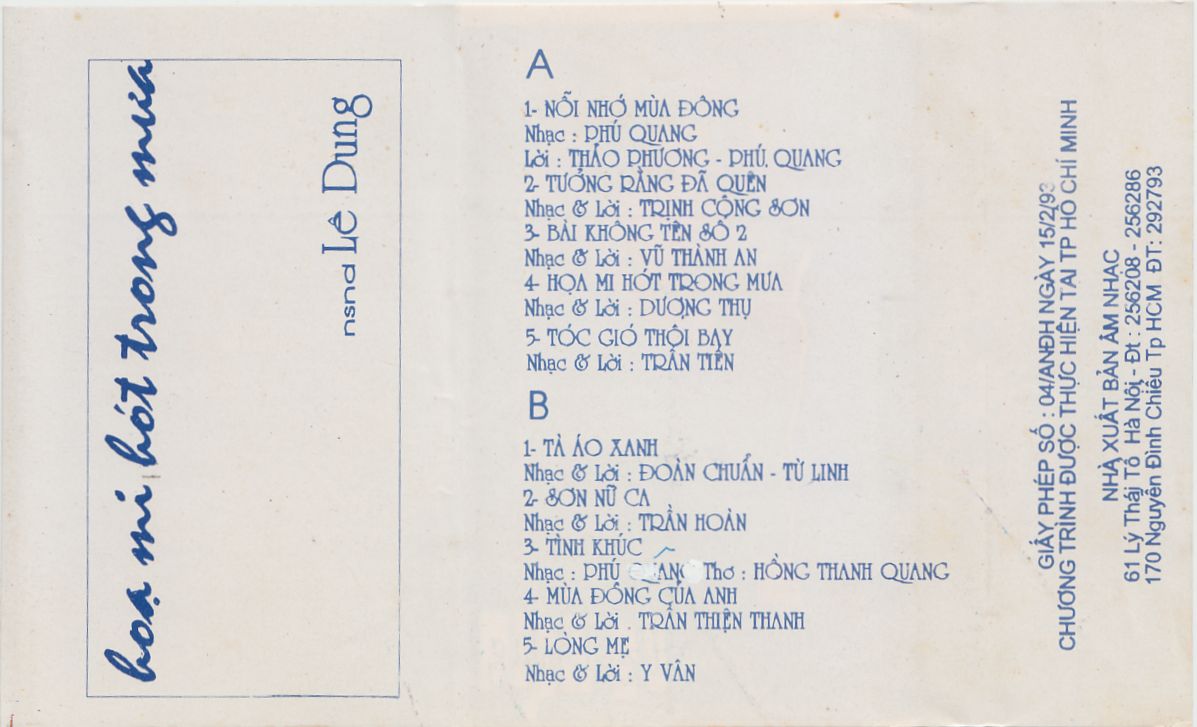 hoạ mi hót trong mưa
nsnd Lê Dung
A
1- NỖI NHỚ MÙA ĐÔNG
Nhạc : PHÚ QUANG
Lời : THẢO PHƯƠNG - PHÚ QUANG
2- TƯỞNG RẰNG ĐÃ QUÊN
Nhạc & Lời : TRỊNH CÔNG SƠN
3- BÀI KHÔNG TÊN SỐ 2
Nhạc & Lời : VŨ THÀNH AN
4- HỌA MI HÓT TRONG MƯA
Nhạc & Lời : DƯƠNG THỤ
5- TÓC GIÓ THÔI BAY
Nhạc & Lời : TRẦN TIẾN
B
1- TÀ ÁO XANH
Nhạc & Lời : ĐOÀN CHUẨN - TỪ LINH
2- SƠN NỮ CA
Nhạc & Lời : TRẦN HOÀN
3- TÌNH KHÚC
Nhạc : PHÚ QUANG Thơ : HỒNG THANH QUANG
4- MÙA ĐÔNG CỦA ANH
Nhạc & Lời . TRẦN THIỆN THANH
5- LÒNG MẸ
Nhạc & Lời : Y VÂN
GIẤY PHÉP SỐ : 04/ANĐH NGÀY 15/2/93
CHƯƠNG TRÌNH ĐƯỢC THỰC HIỆN TẠI TP HỒ CHÍ MINH
NHÀ XUẤT BẢN ÂM NHẠC
61 Lý Thái Tổ Hà Nội - Đt : 256208 - 256286
170 Nguyễn Đình Chiểu Tp HCM ĐT: 292793